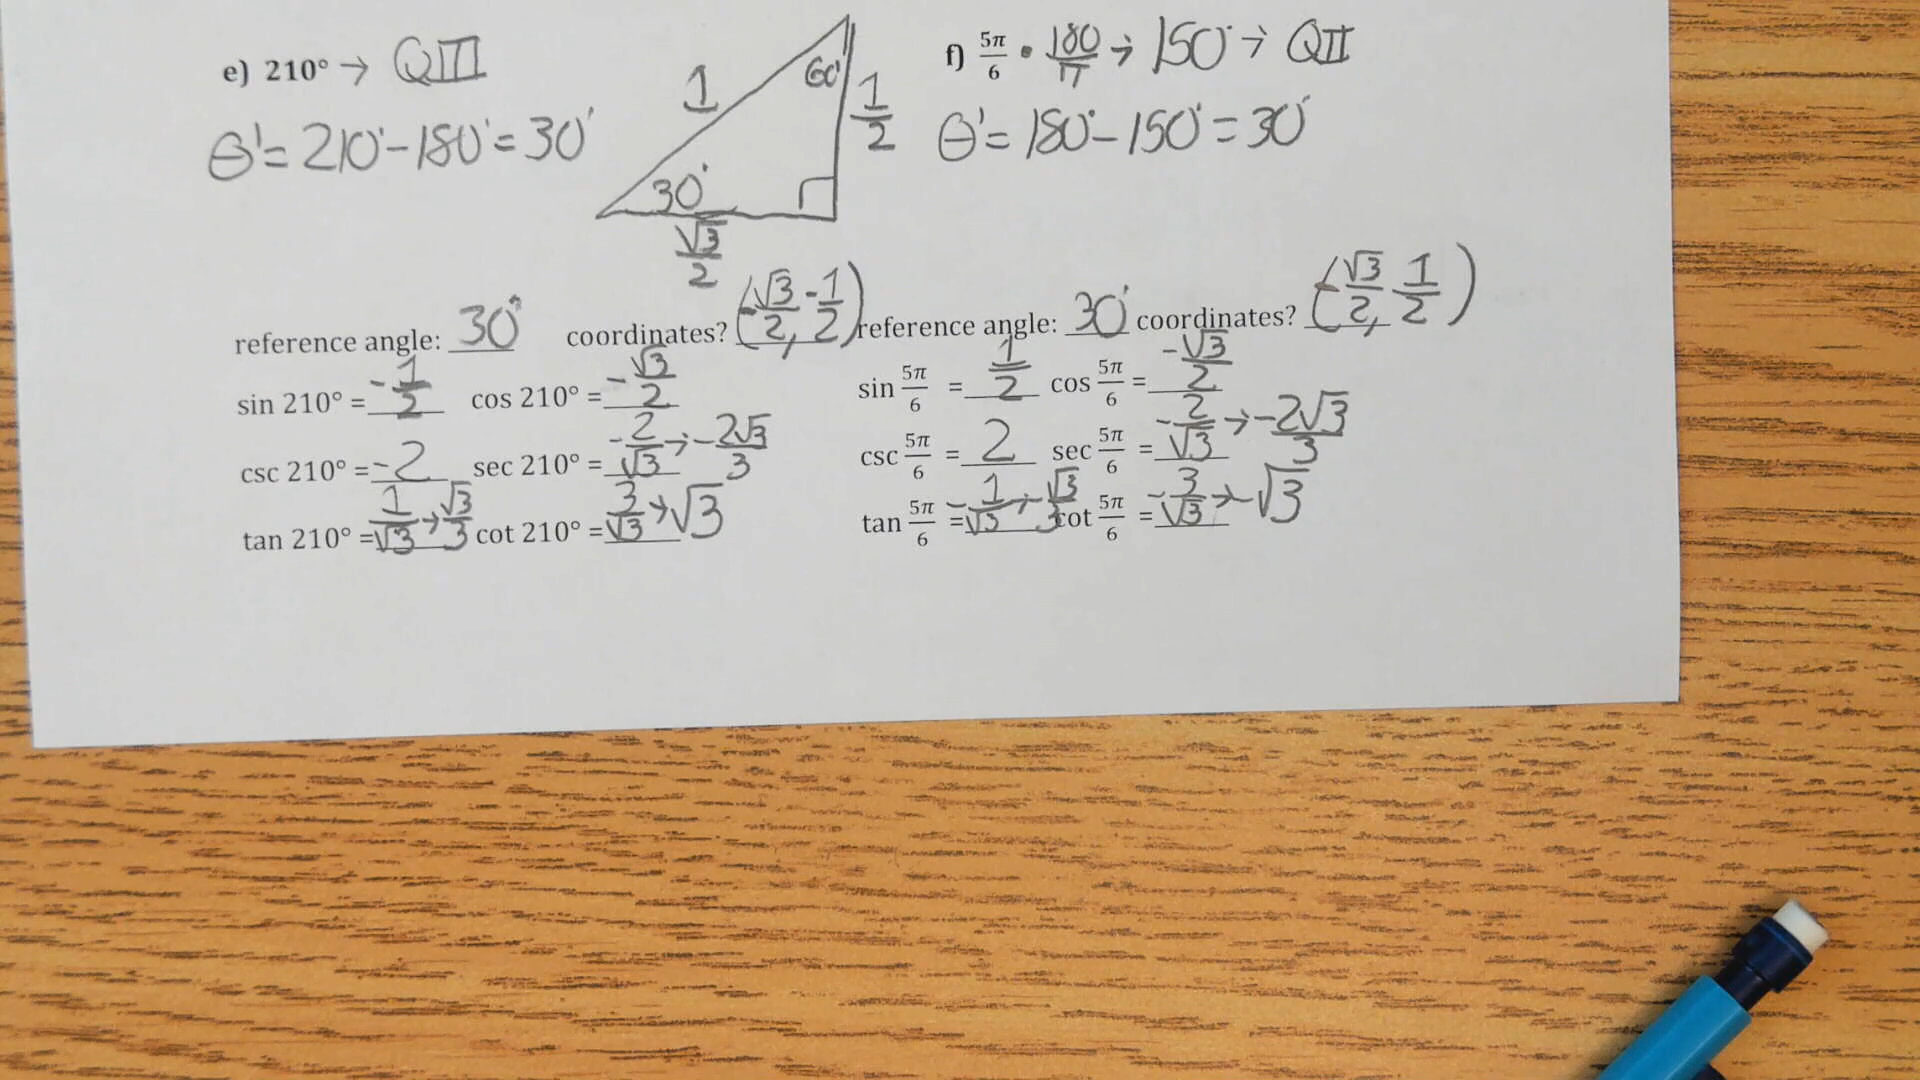 e) 210° → QIII
θ' = 210° - 180° = 30°
1
60°
1/2
30°
√3/2
f) 5π/6 · 180/π → 150° → QII
θ' = 180° - 150° = 30°
reference angle: 30° coordinates? (-√3/2, -1/2)
sin 210° = -1/2 cos 210° = -√3/2
csc 210° = -2 sec 210° = -2/√3 → -2√3/3
tan 210° = 1/√3 → √3/3 cot 210° = 3/√3 → √3
reference angle: 30° coordinates? (-√3/2, 1/2)
sin 5π/6 = 1/2 cos 5π/6 = -√3/2
csc 5π/6 = 2 sec 5π/6 = -2/√3 → -2√3/3
tan 5π/6 = -1/√3 → -√3/3 cot 5π/6 = -3/√3 → -√3